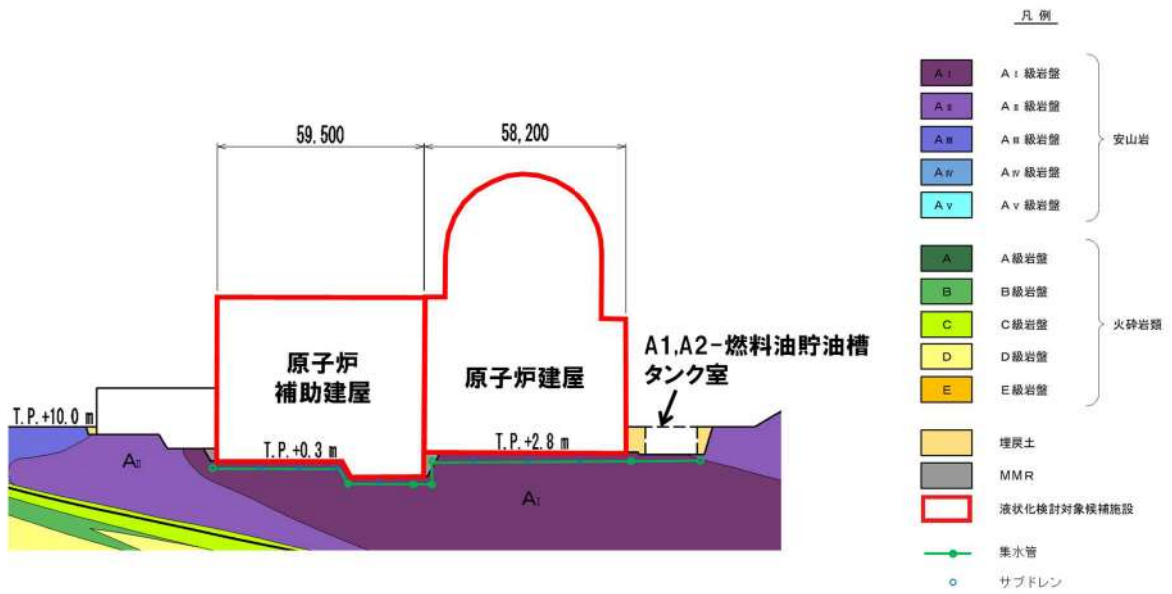 凡例
AⅠ AⅠ級岩盤
AⅡ AⅡ級岩盤
AⅢ AⅢ級岩盤
AⅣ AⅣ級岩盤
AⅤ AⅤ級岩盤
安山岩
A A級岩盤
B B級岩盤
C C級岩盤
D D級岩盤
E E級岩盤
火砕岩類
埋戻土
MMR
液状化検討対象候補施設
集水管
サブドレン
59,500
58,200
原子炉
補助建屋
原子炉建屋
A1,A2-燃料油貯油槽
タンク室
T.P.+10.0 m
T.P.+0.3 m
T.P.+2.8 m
AⅡ
AⅠ